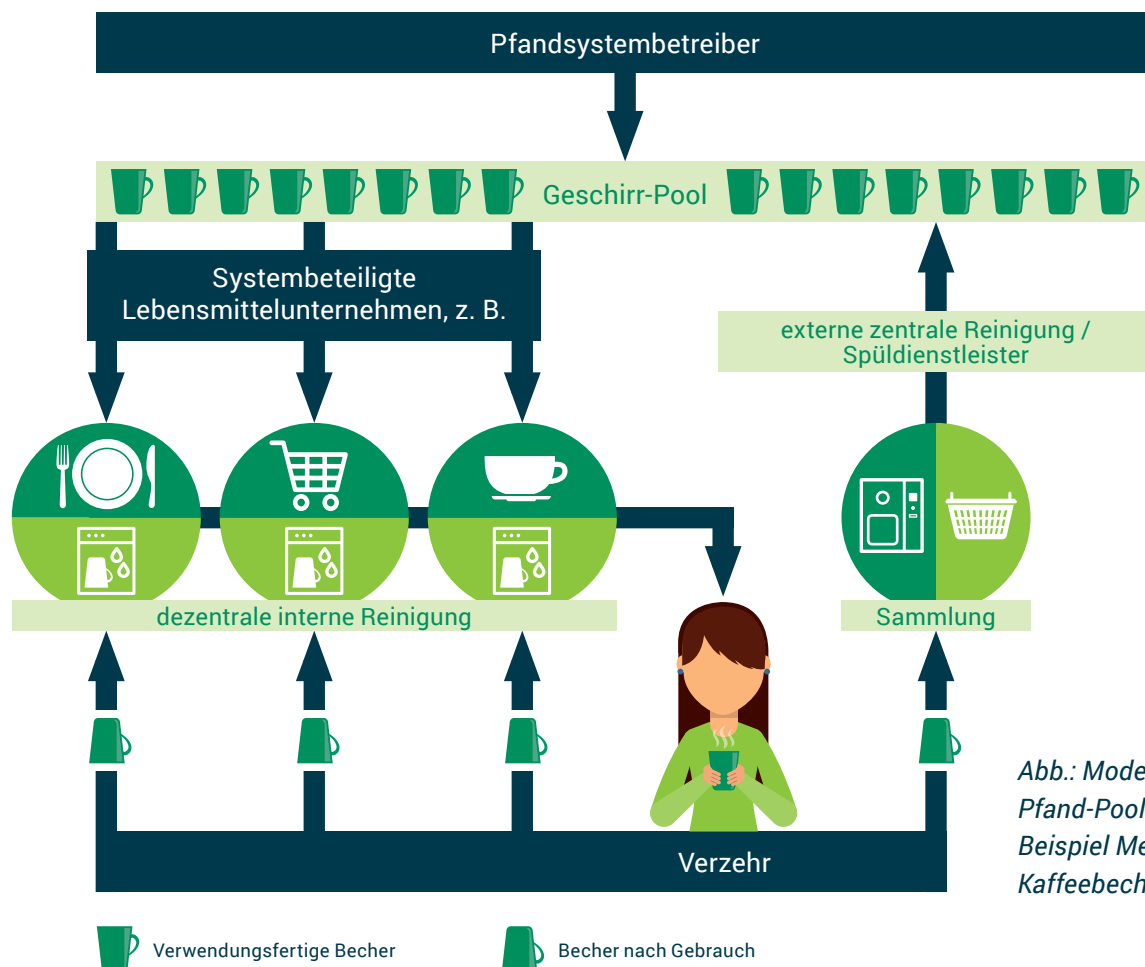 Pfandsystembetreiber
Geschirr-Pool
Systembeteiligte
Lebensmittelunternehmen, z. B.
externe zentrale Reinigung /
Spüldienstleister
dezentrale interne Reinigung
Sammlung
Verzehr
Abb.: Mode
Pfand-Pool
Beispiel Me
Kaffeebech
Verwendungsfertige Becher
Becher nach Gebrauch